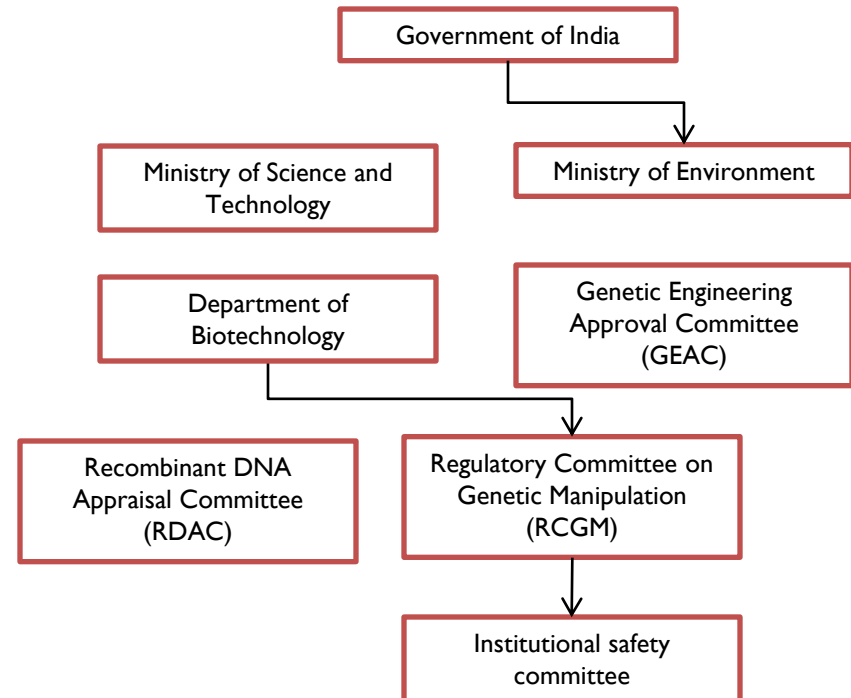 Government of India
Ministry of Science and
Technology
Ministry of Environment
Department of
Biotechnology
Genetic Engineering
Approval Committee
(GEAC)
Recombinant DNA
Appraisal Committee
(RDAC)
Regulatory Committee on
Genetic Manipulation
(RCGM)
Institutional safety
committee